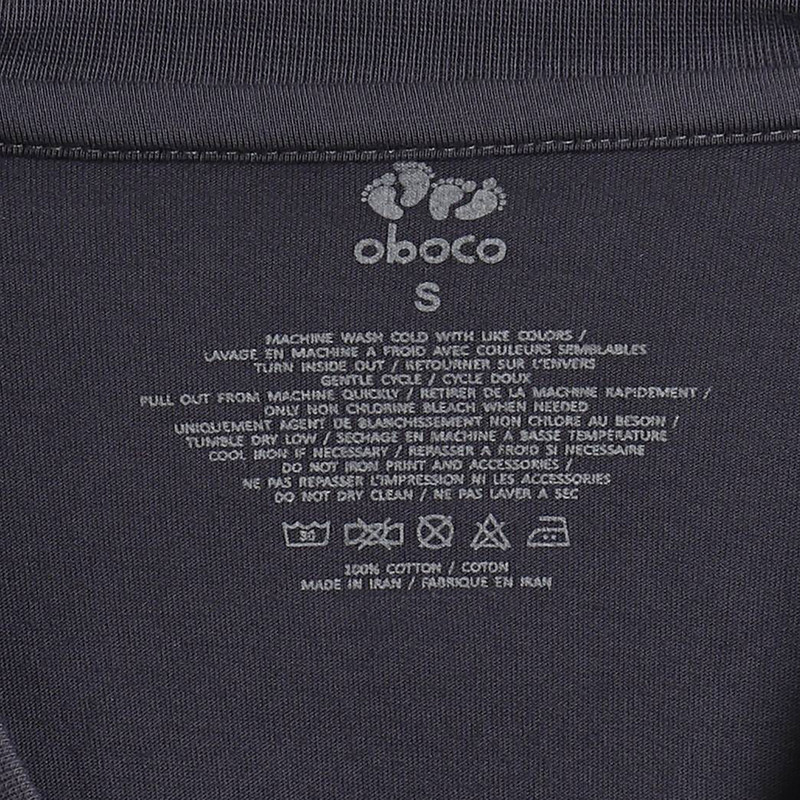 oboco
S
MACHINE WASH COLD WITH LIKE COLORS /
LAVAGE EN MACHINE A FROID AVEC COULEURS SEMBLABLES
TURN INSIDE OUT / RETOURNER SUR L'ENVERS
GENTLE CYCLE / CYCLE DOUX
PULL OUT FROM MACHINE QUICKLY / RETIRER DE LA MACHINE RAPIDEMENT /
ONLY NON CHLORINE BLEACH WHEN NEEDED
UNIQUEMENT AGENT DE BLANCHISSEMENT NON CHLORE AU BESOIN /
TUMBLE DRY LOW / SECHAGE EN MACHINE A BASSE TEMPERATURE
COOL IRON IF NECESSARY / REPASSER A FROID SI NECESSAIRE
DO NOT IRON PRINT AND ACCESSORIES /
NE PAS REPASSER L'IMPRESSION NI LES ACCESSORIES
DO NOT DRY CLEAN / NE PAS LAVER A SEC
30
100% COTTON / COTON
MADE IN IRAN / FABRIQUE EN IRAN